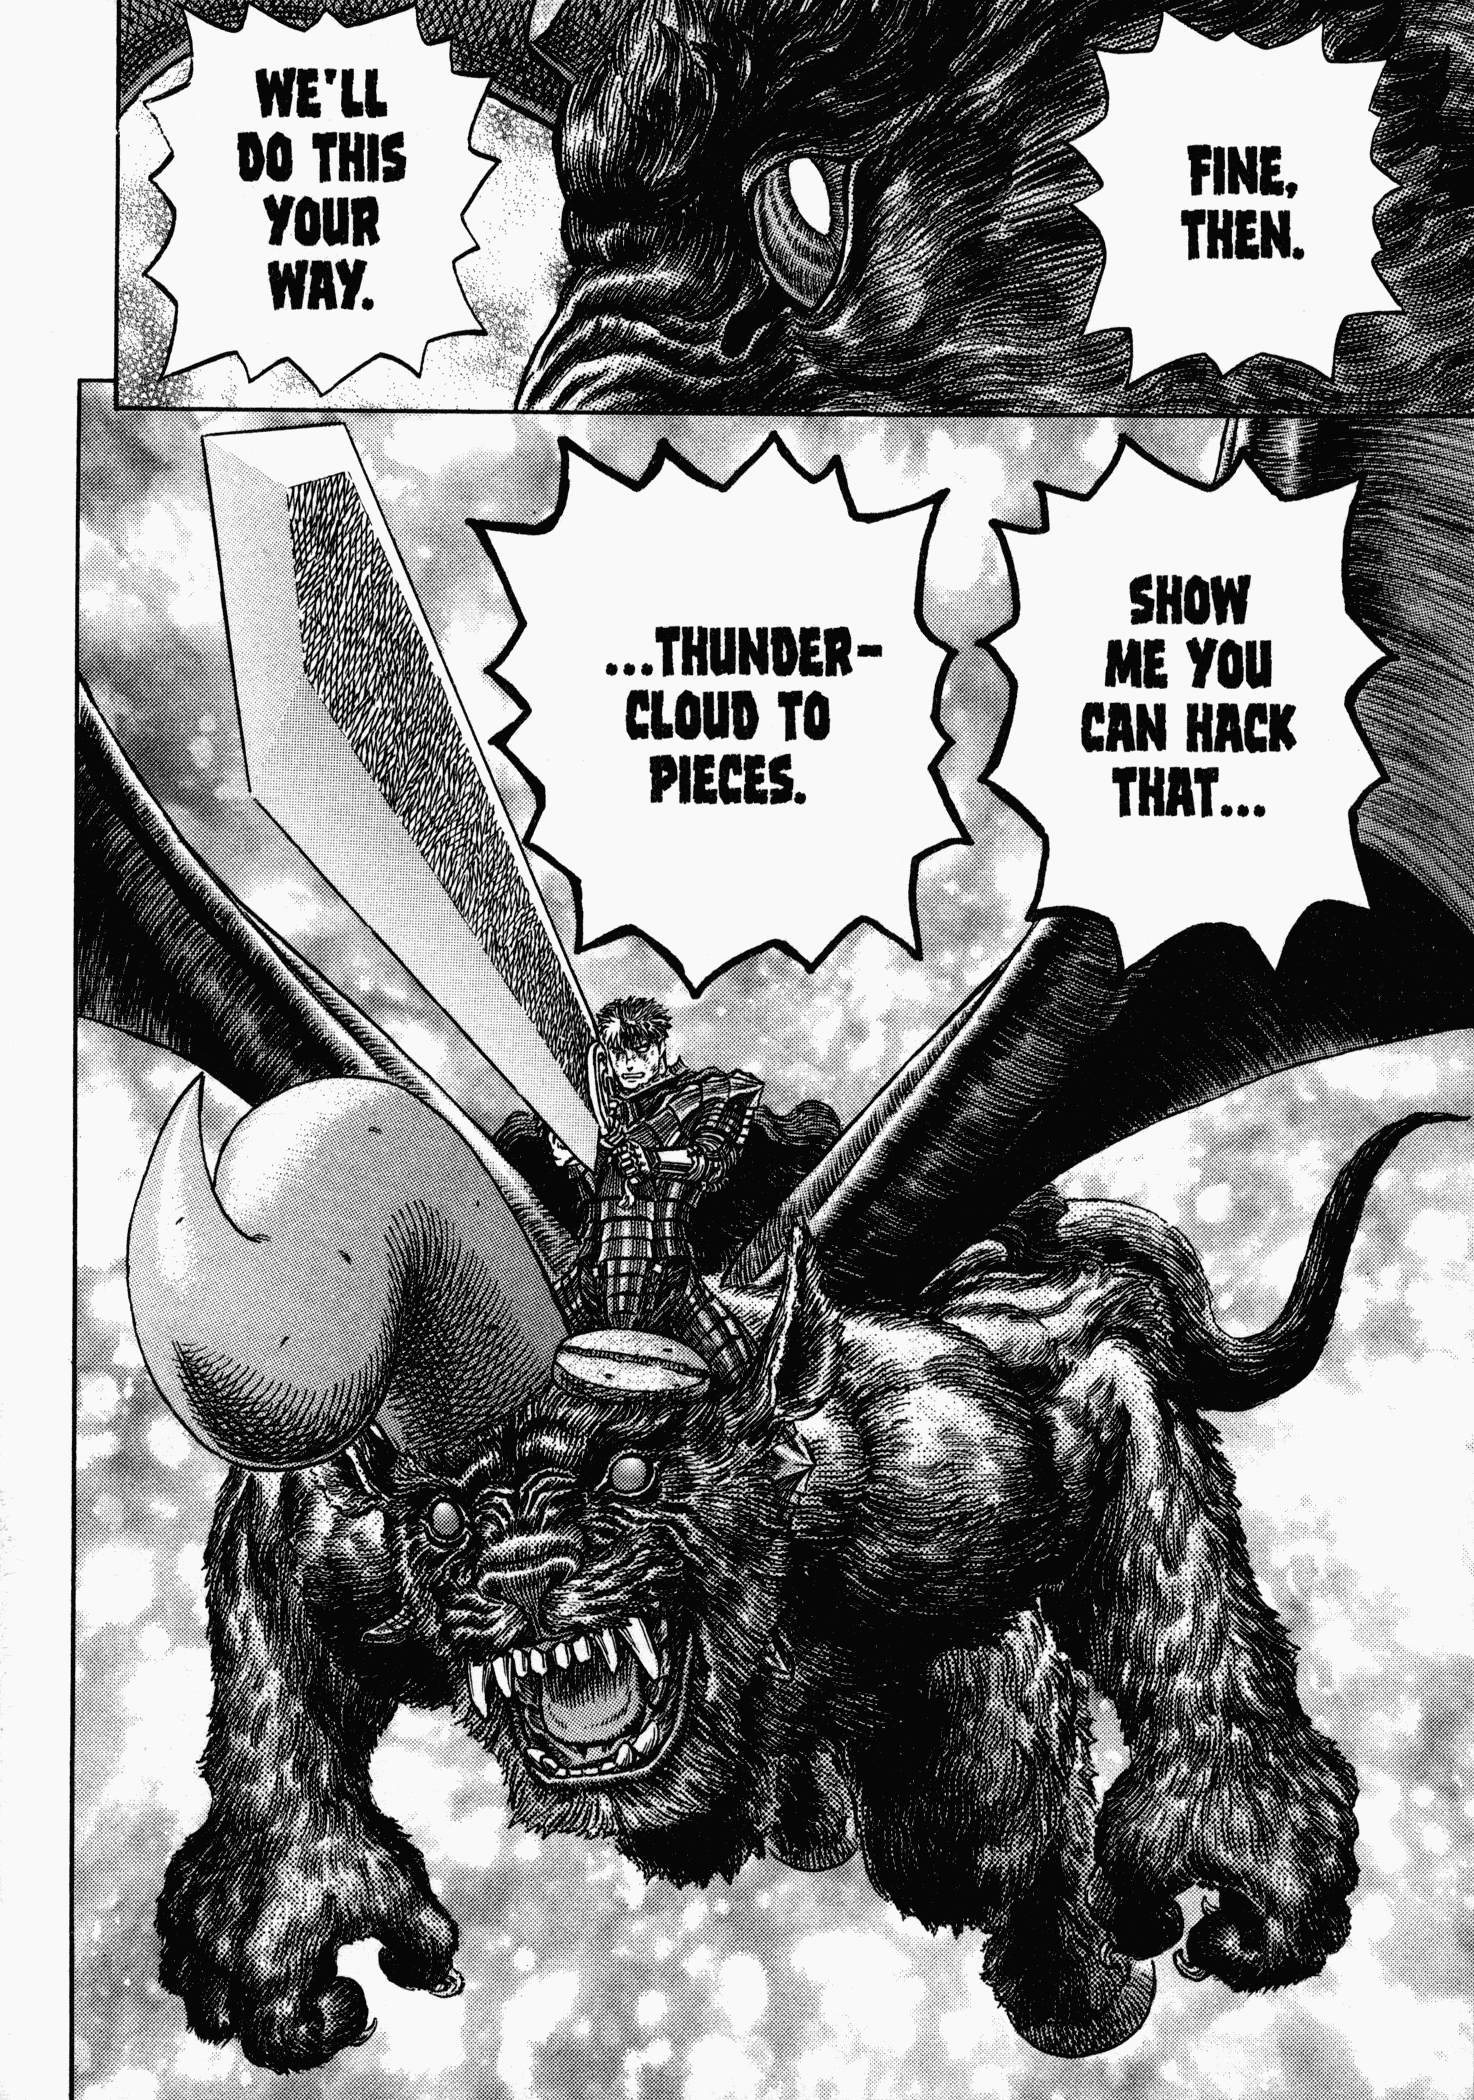 FINE,
THEN.
WE'LL
DO THIS
YOUR
WAY.
SHOW
ME YOU
CAN HACK
THAT...
...THUNDER-
CLOUD TO
PIECES.